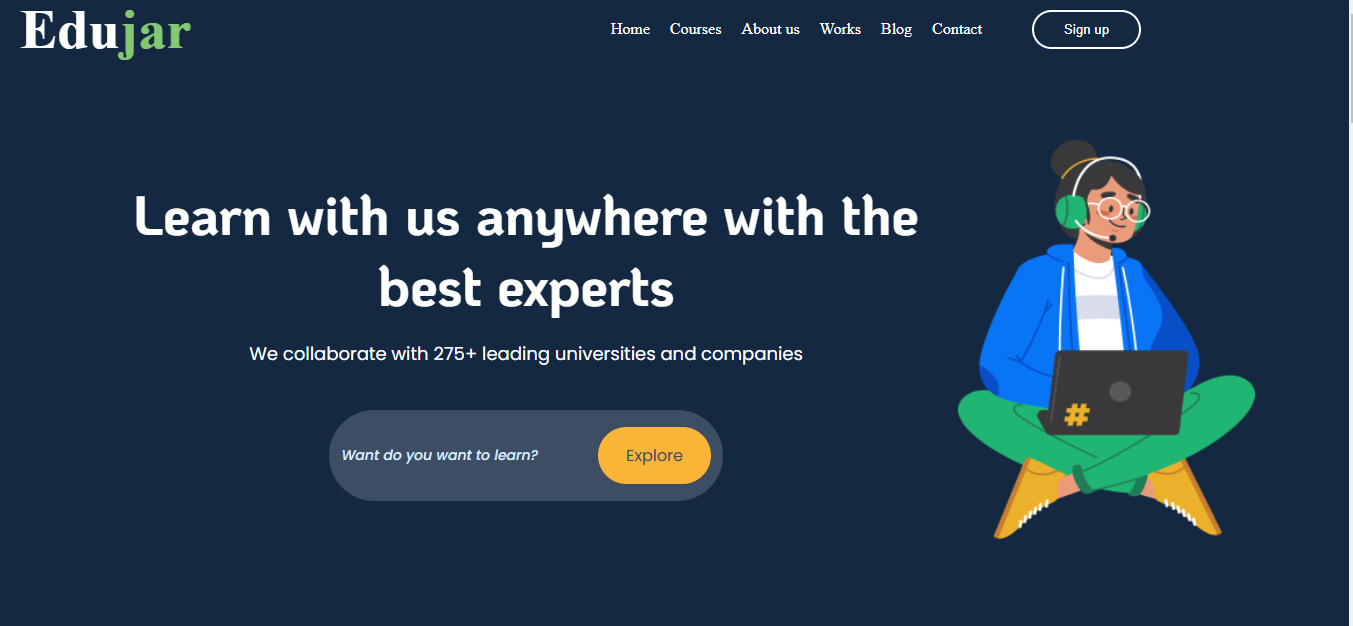 Edujar
Home Courses About us Works Blog Contact Sign up
Learn with us anywhere with the
best experts
We collaborate with 275+ leading universities and companies
Want do you want to learn? Explore
#